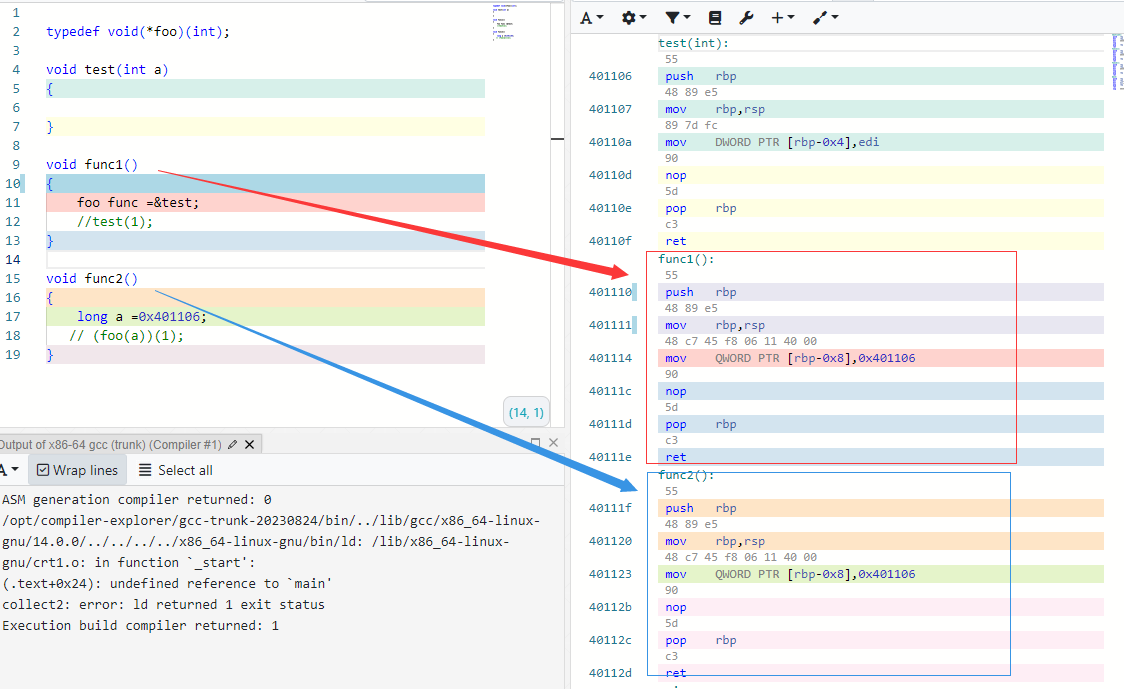 1
2 typedef void(*foo)(int);
3
4 void test(int a)
5 {
6
7 }
8
9 void func1()
10 {
11 foo func =&test;
12 //test(1);
13 }
14
15 void func2()
16 {
17 long a =0x401106;
18 // (foo(a))(1);
19 }
(14, 1)
Output of x86-64 gcc (trunk) (Compiler #1)
A Wrap lines Select all
ASM generation compiler returned: 0
/opt/compiler-explorer/gcc-trunk-20230824/bin/../lib/gcc/x86_64-linux-
gnu/14.0.0/../../../../x86_64-linux-gnu/bin/ld: /lib/x86_64-linux-
gnu/crt1.o: in function `_start':
(.text+0x24): undefined reference to `main'
collect2: error: ld returned 1 exit status
Execution build compiler returned: 1
A
test(int):
55
401106 push rbp
48 89 e5
401107 mov rbp,rsp
89 7d fc
40110a mov DWORD PTR [rbp-0x4],edi
90
40110d nop
5d
40110e pop rbp
c3
40110f ret
func1():
55
401110 push rbp
48 89 e5
401111 mov rbp,rsp
48 c7 45 f8 06 11 40 00
401114 mov QWORD PTR [rbp-0x8],0x401106
90
40111c nop
5d
40111d pop rbp
c3
40111e ret
func2():
55
40111f push rbp
48 89 e5
401120 mov rbp,rsp
48 c7 45 f8 06 11 40 00
401123 mov QWORD PTR [rbp-0x8],0x401106
90
40112b nop
5d
40112c pop rbp
c3
40112d ret